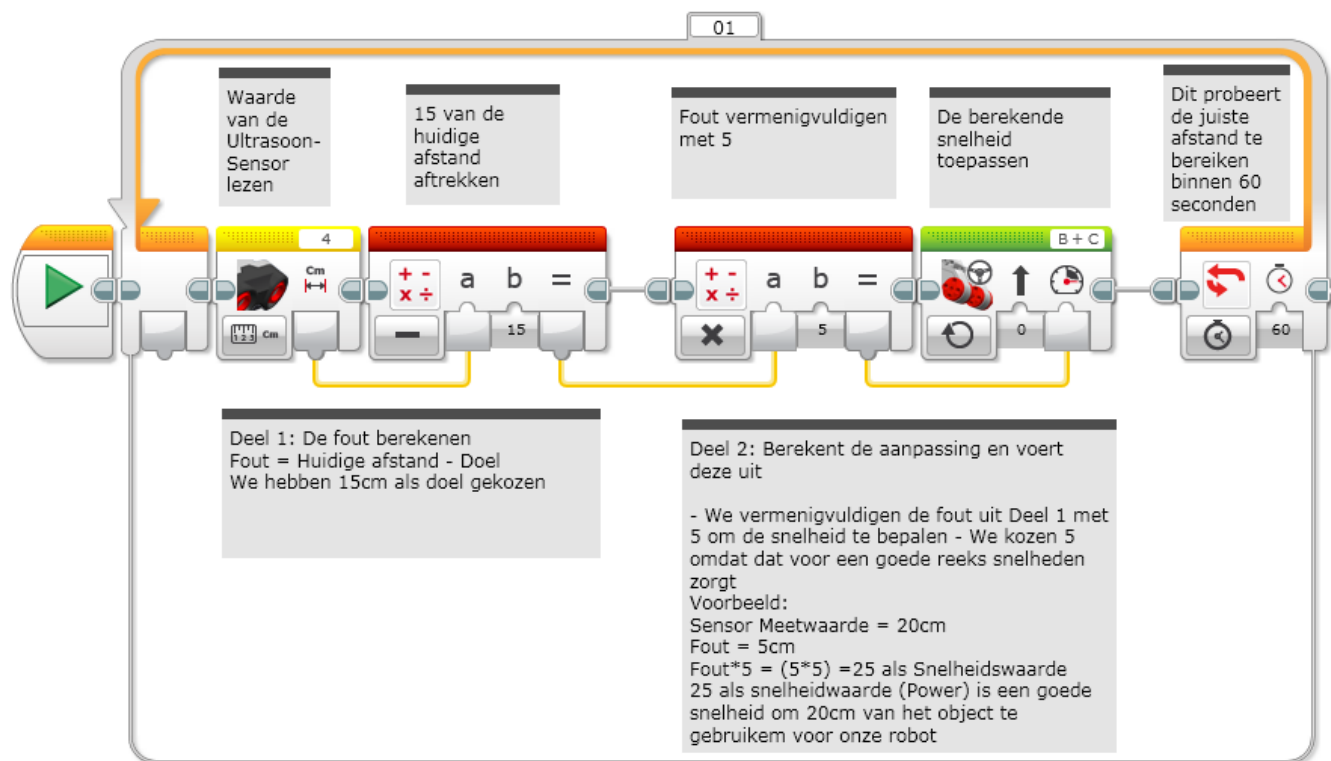 01
Waarde
van de
Ultrasoon-
Sensor
lezen
15 van de
huidige
afstand
aftrekken
Fout vermenigvuldigen
met 5
De berekende
snelheid
toepassen
Dit probeert
de juiste
afstand te
bereiken
binnen 60
seconden
4
Cm
1 2 3 Cm
+ -
x ÷
a b =
15
+ -
x ÷
a b =
5
B + C
0
60
Deel 1: De fout berekenen
Fout = Huidige afstand - Doel
We hebben 15cm als doel gekozen
Deel 2: Berekent de aanpassing en voert
deze uit
- We vermenigvuldigen de fout uit Deel 1 met
5 om de snelheid te bepalen - We kozen 5
omdat dat voor een goede reeks snelheden
zorgt
Voorbeeld:
Sensor Meetwaarde = 20cm
Fout = 5cm
Fout*5 = (5*5) =25 als Snelheidswaarde
25 als snelheidwaarde (Power) is een goede
snelheid om 20cm van het object te
gebruikem voor onze robot